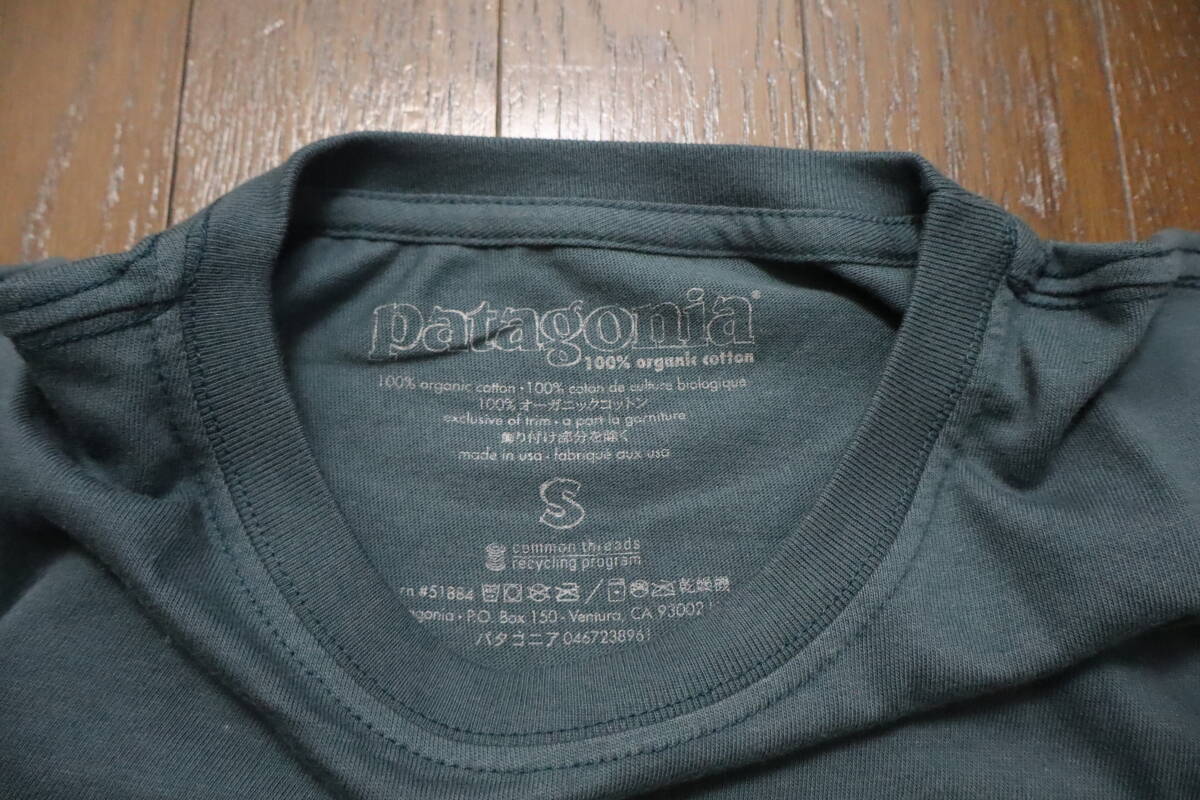 patagonia®
100% organic cotton
100% organic cotton • 100% coton de culture biologique
100% オーガニックコットン
exclusive of trim • a part la garniture
飾り付け部分を除く
made in usa • fabriqué aux usa
S
common threads
recycling program
rn #51884 乾燥機
gonia • P.O. Box 150 • Ventura, CA 93002
パタゴニア 0467238961